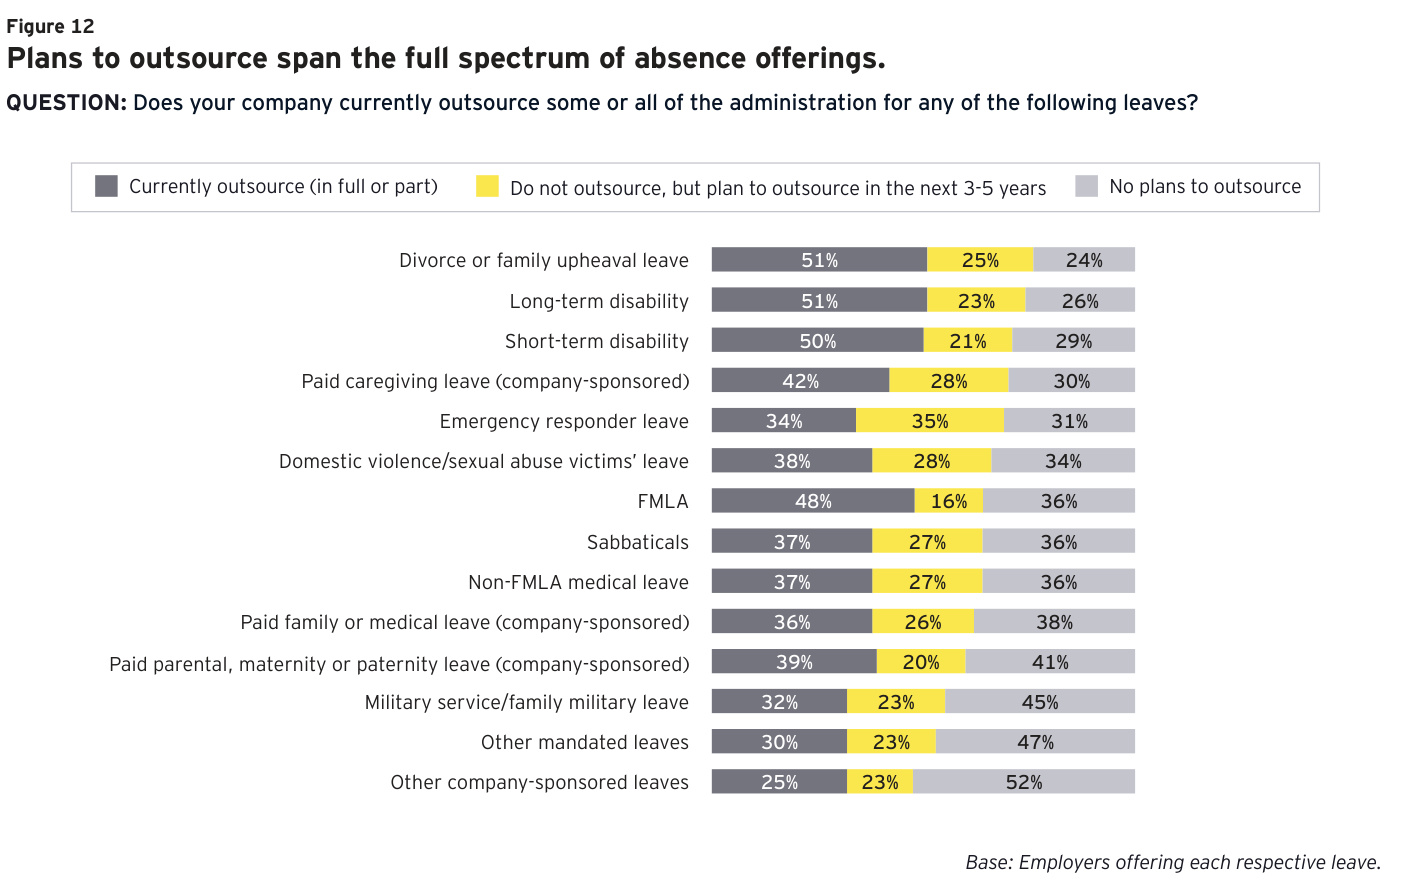 Figure 12
Plans to outsource span the full spectrum of absence offerings.
QUESTION: Does your company currently outsource some or all of the administration for any of the following leaves?
Currently outsource (in full or part) Do not outsource, but plan to outsource in the next 3-5 years No plans to outsource
Divorce or family upheaval leave 51% 25% 24%
Long-term disability 51% 23% 26%
Short-term disability 50% 21% 29%
Paid caregiving leave (company-sponsored) 42% 28% 30%
Emergency responder leave 34% 35% 31%
Domestic violence/sexual abuse victims’ leave 38% 28% 34%
FMLA 48% 16% 36%
Sabbaticals 37% 27% 36%
Non-FMLA medical leave 37% 27% 36%
Paid family or medical leave (company-sponsored) 36% 26% 38%
Paid parental, maternity or paternity leave (company-sponsored) 39% 20% 41%
Military service/family military leave 32% 23% 45%
Other mandated leaves 30% 23% 47%
Other company-sponsored leaves 25% 23% 52%
Base: Employers offering each respective leave.